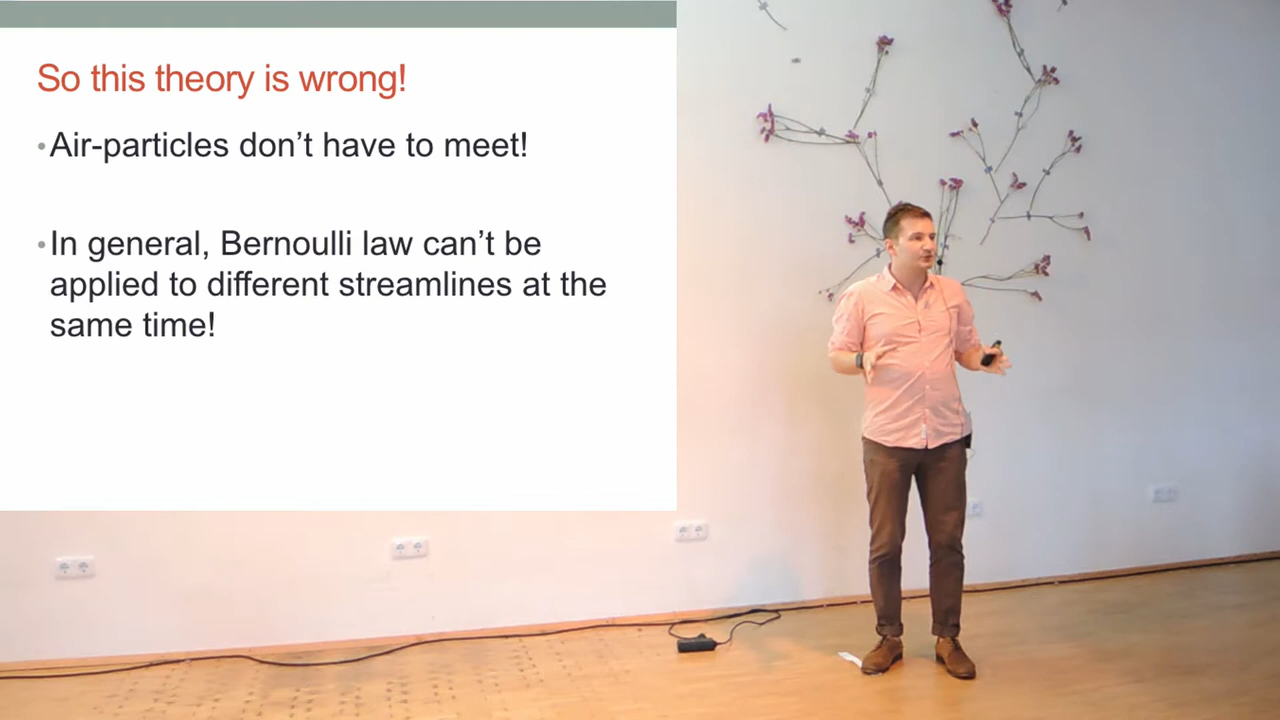 So this theory is wrong!
•Air-particles don't have to meet!
•In general, Bernoulli law can't be
applied to different streamlines at the
same time!